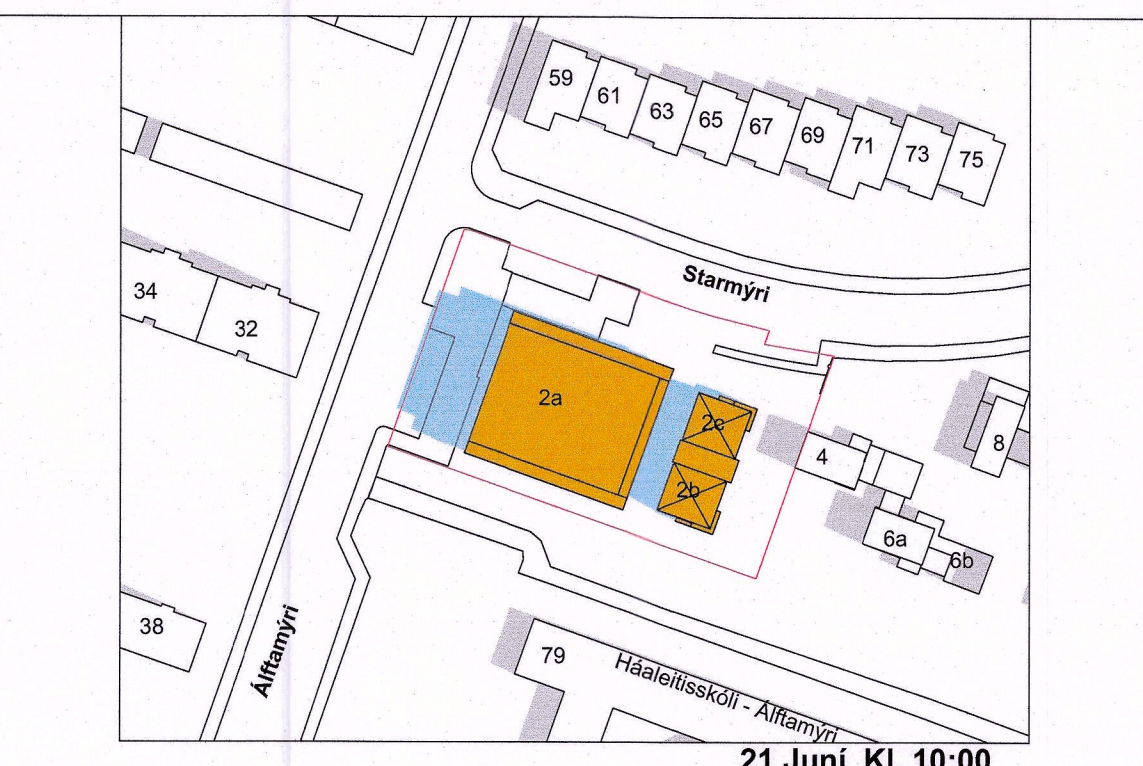 59
61
63
65
67
69
71
73
75
Starmýri
34
32
2a
2c
2b
4
8
6a
6b
38
Álftamýri
79
Háaleitisskóli - Álftamýri
21 Juní Kl. 10:00